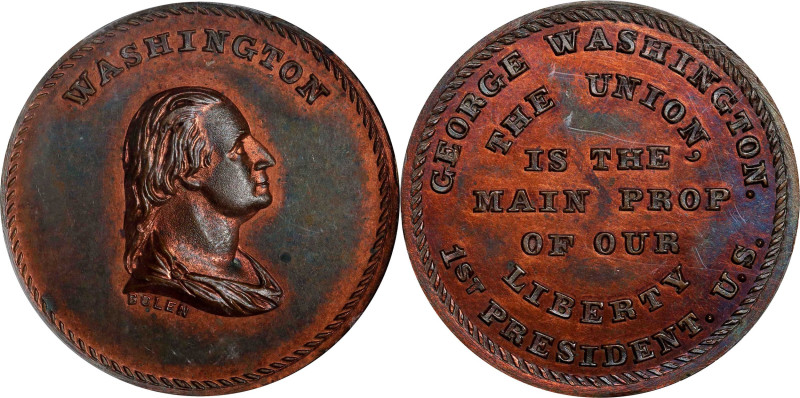 WASHINGTON
BOLEN
GEORGE WASHINGTON.
1ST PRESIDENT. U.S.
THE UNION,
IS THE
MAIN PROP
OF OUR
LIBERTY